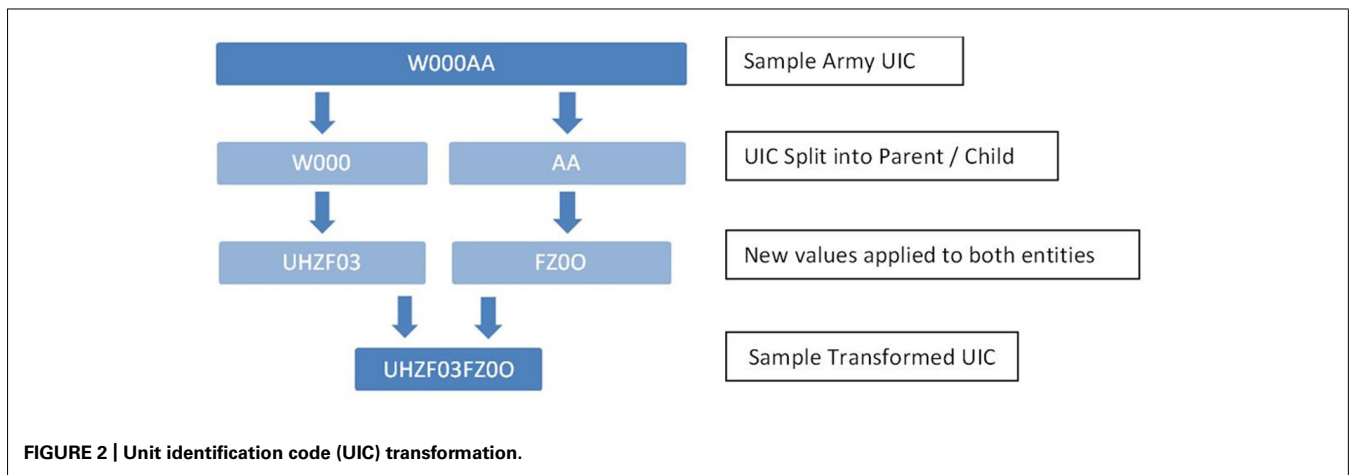 W000AA
Sample Army UIC
W000
AA
UIC Split into Parent / Child
UHZF03
FZ0O
New values applied to both entities
UHZF03FZ0O
Sample Transformed UIC
FIGURE 2 | Unit identification code (UIC) transformation.